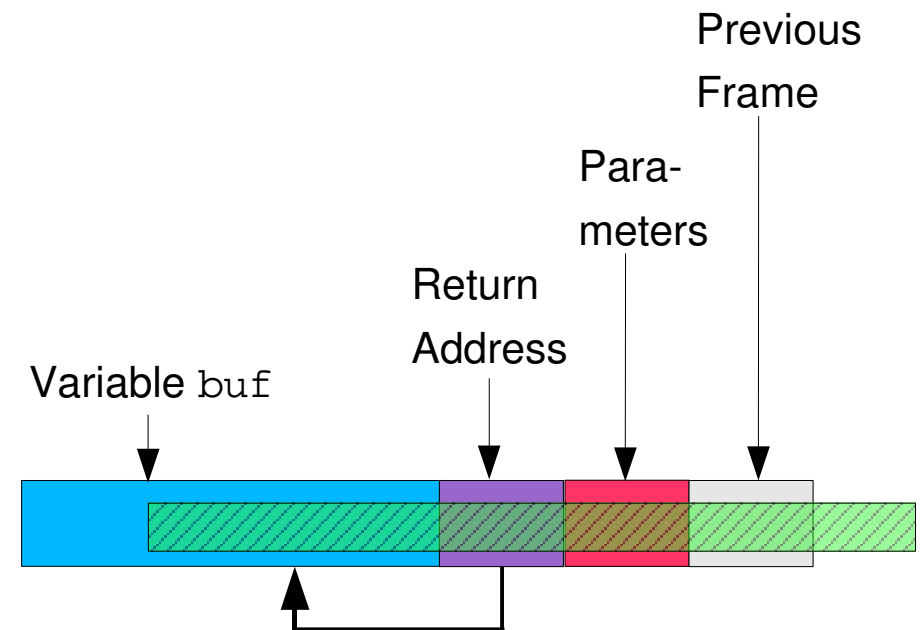 Previous
Frame
Para-
meters
Return
Address
Variable buf